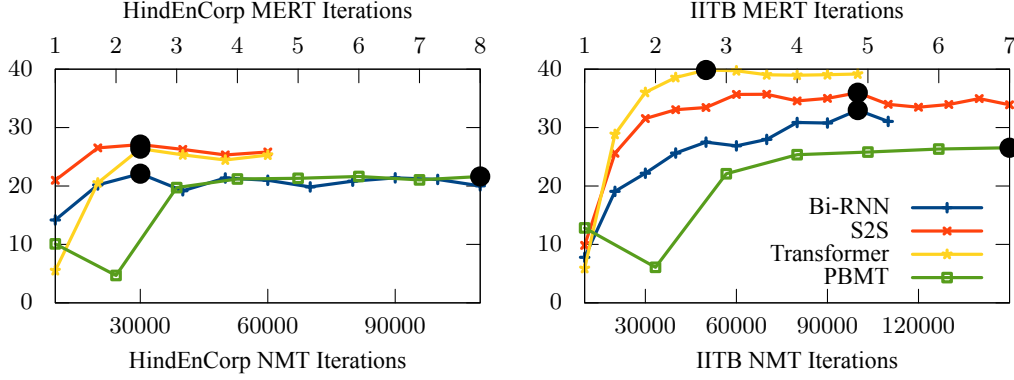 HindEnCorp MERT Iterations
1 2 3 4 5 6 7 8
40
30
20
10
0
30000 60000 90000
HindEnCorp NMT Iterations
IITB MERT Iterations
1 2 3 4 5 6 7
40
30
20
10
0
Bi-RNN
S2S
Transformer
PBMT
30000 60000 90000 120000
IITB NMT Iterations